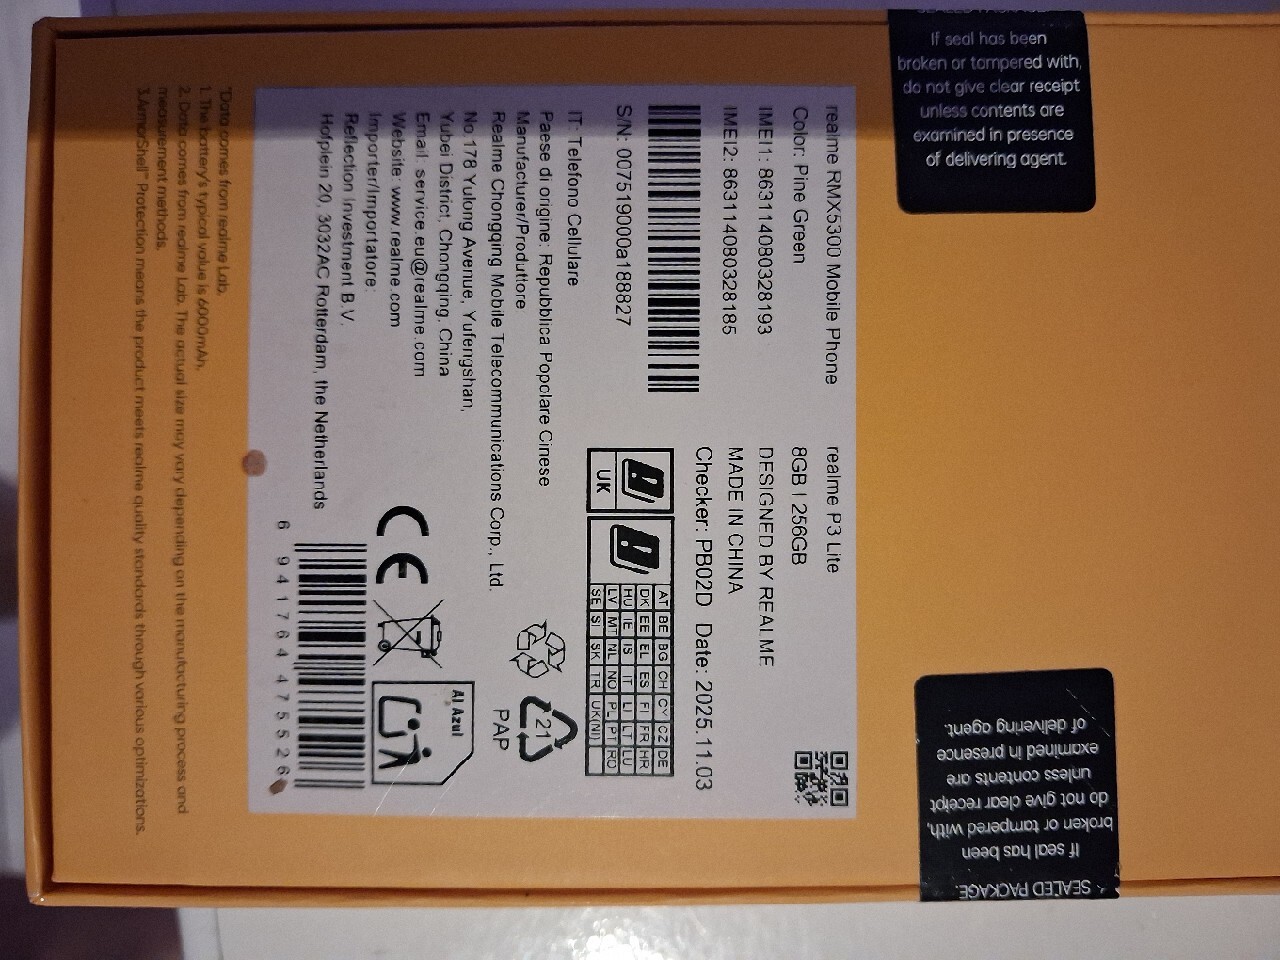 If seal has been
broken or tampered with,
do not give clear receipt
unless contents are
examined in presence
of delivering agent.
realme RMX5300 Mobile Phone
realme P3 Lite
Color: Pine Green
8GB | 256GB
IMEI1: 863114080328193
DESIGNED BY REALME
IMEI2: 863114080328185
MADE IN CHINA
Checker: PB02D Date: 2025.11.03
S/N: 007519000a188827
UK
AT BE BG CH CY CZ DE
DK EE EL ES FI FR HR
HU IE IS IT LI LT LU
LV MT NL NO PL PT RO
SE SI SK TR UK(NI)
IT: Telefono Cellulare
Paese di origine: Repubblica Popolare Cinese
Manufacturer/Produttore
Realme Chongqing Mobile Telecommunications Corp., Ltd.
No.178 Yulong Avenue, Yufengshan,
Yubei District, Chongqing, China
Email: service.eu@realme.com
Website: www.realme.com
Importer/Importatore:
Reflection Investment B.V.
Hofplein 20, 3032AC Rotterdam, the Netherlands
21
PAP
Al Azul
CE
6 941764 475526
*Data comes from realme Lab.
1. The battery's typical value is 6000mAh.
2. Data comes from realme Lab. The actual size may vary depending on the manufacturing process and
measurement methods.
3.ArmorShell™ Protection means the product meets realme quality standards through various optimizations.
SEALED PACKAGE.
If seal has been
broken or tampered with,
do not give clear receipt
unless contents are
examined in presence
of delivering agent.